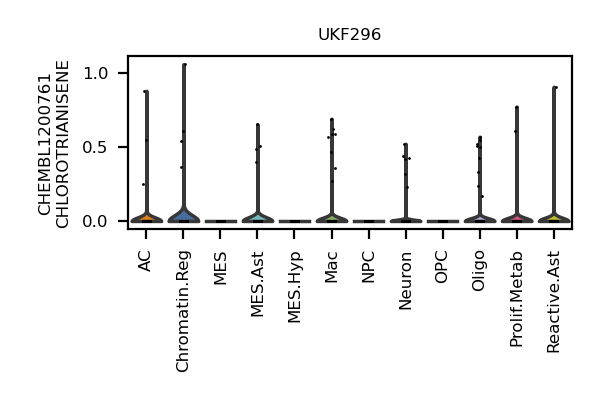 UKF296
CHEMBL1200761
CHLOROTRIANISENE
1.0
0.5
0.0
AC
Chromatin.Reg
MES
MES.Ast
MES.Hyp
Mac
NPC
Neuron
OPC
Oligo
Prolif.Metab
Reactive.Ast